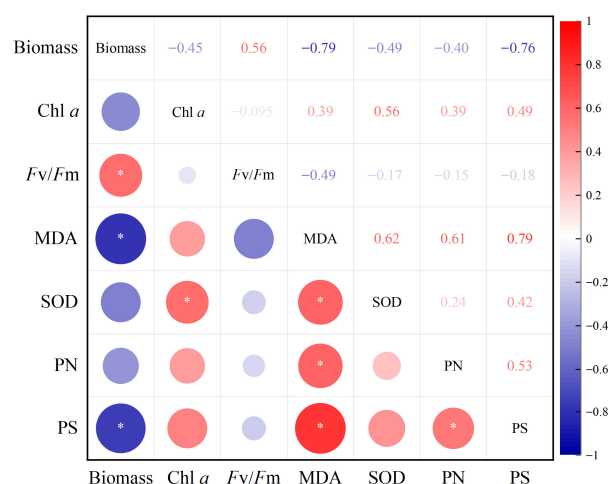 Biomass Biomass −0.45 0.56 −0.79 −0.49 −0.40 −0.76
Chl a * Chl a −0.095 0.39 0.56 0.39 0.49
Fv/Fm * Fv/Fm −0.49 −0.17 −0.15 −0.18
MDA * MDA 0.62 0.61 0.79
SOD * * SOD 0.24 0.42
PN * PN 0.53
PS * * * PS
Biomass Chl a Fv/Fm MDA SOD PN PS
1
0.8
0.6
0.4
0.2
0
−0.2
−0.4
−0.6
−0.8
−1